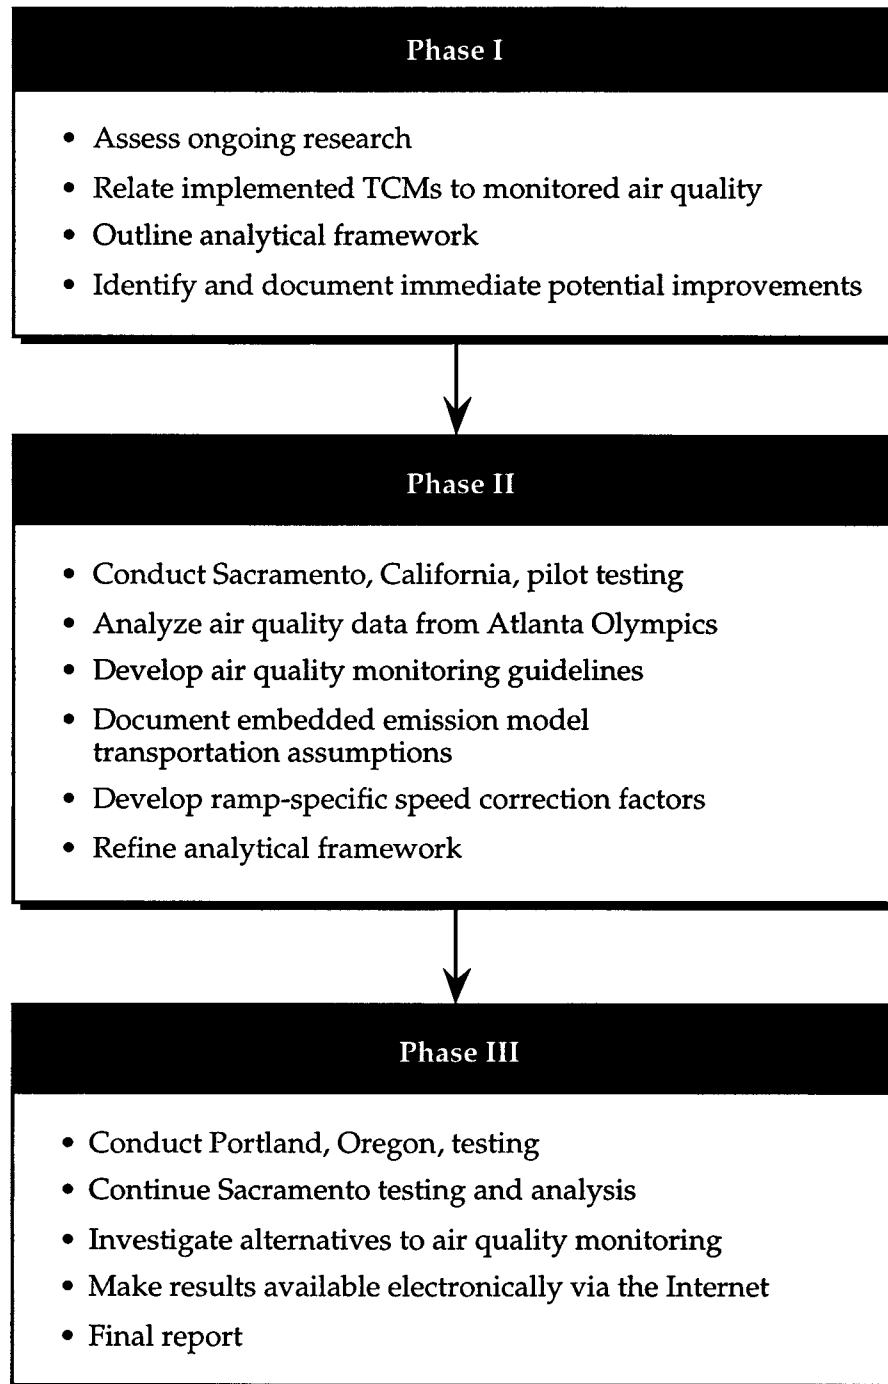 Phase I
• Assess ongoing research
• Relate implemented TCMs to monitored air quality
• Outline analytical framework
• Identify and document immediate potential improvements
Phase II
• Conduct Sacramento, California, pilot testing
• Analyze air quality data from Atlanta Olympics
• Develop air quality monitoring guidelines
• Document embedded emission model
transportation assumptions
• Develop ramp-specific speed correction factors
• Refine analytical framework
Phase III
• Conduct Portland, Oregon, testing
• Continue Sacramento testing and analysis
• Investigate alternatives to air quality monitoring
• Make results available electronically via the Internet
• Final report